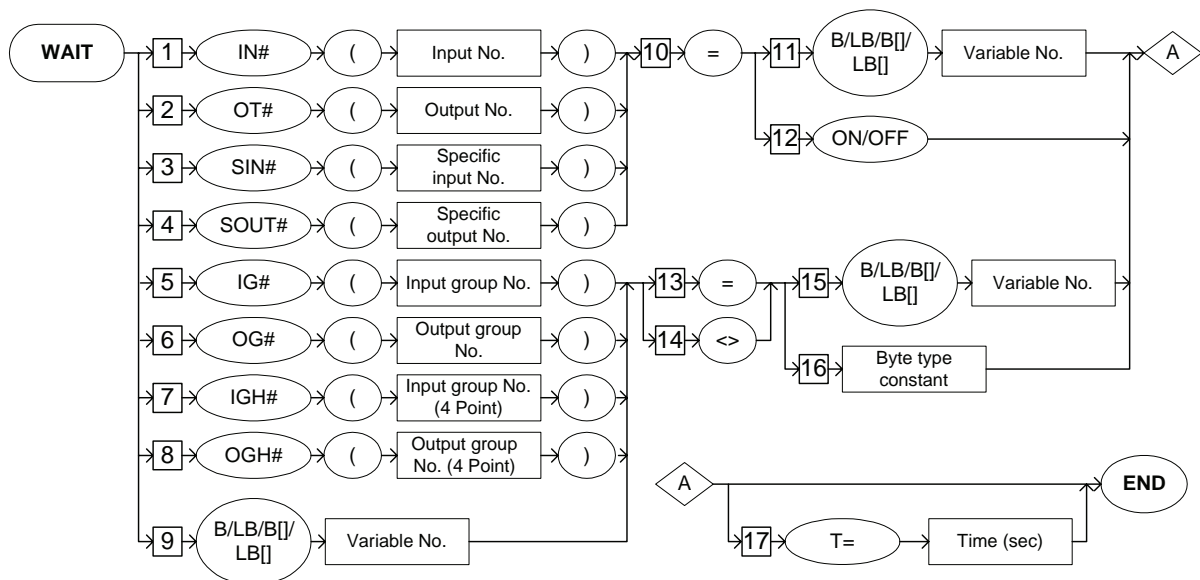 WAIT 1 IN# ( Input No. ) 10 = 11 B/LB/B[]/ LB[] Variable No. A
2 OT# ( Output No. ) 12 ON/OFF
3 SIN# ( Specific input No. )
4 SOUT# ( Specific output No. )
5 IG# ( Input group No. ) 13 = 15 B/LB/B[]/ LB[] Variable No.
6 OG# ( Output group No. ) 14 <> 16 Byte type constant
7 IGH# ( Input group No. (4 Point) )
8 OGH# ( Output group No. (4 Point) )
9 B/LB/B[]/ LB[] Variable No.
A END
17 T= Time (sec)